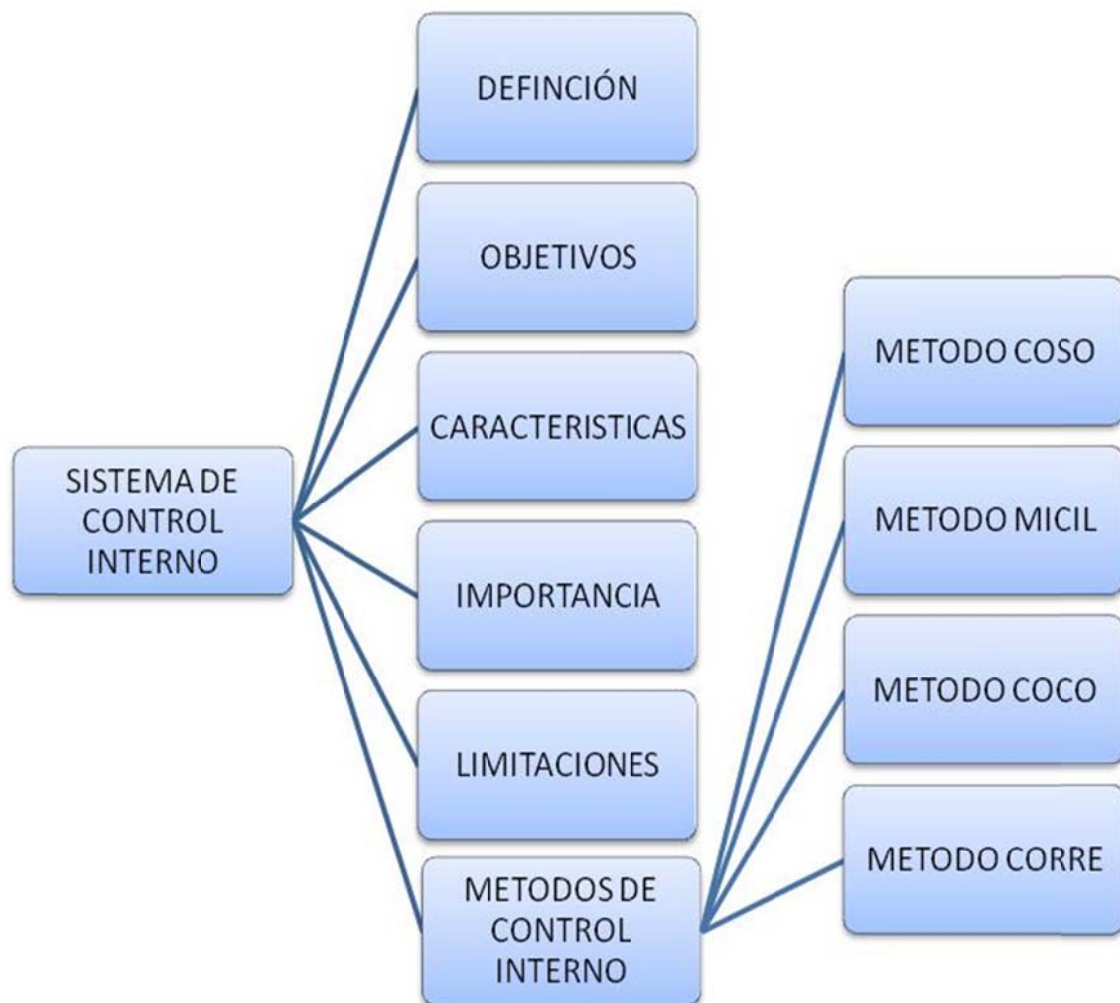 DEFINCIÓN
OBJETIVOS
CARACTERISTICAS
SISTEMA DE
CONTROL
INTERNO
IMPORTANCIA
LIMITACIONES
METODOS DE
CONTROL
INTERNO
METODO COSO
METODO MICIL
METODO COCO
METODO CORRE